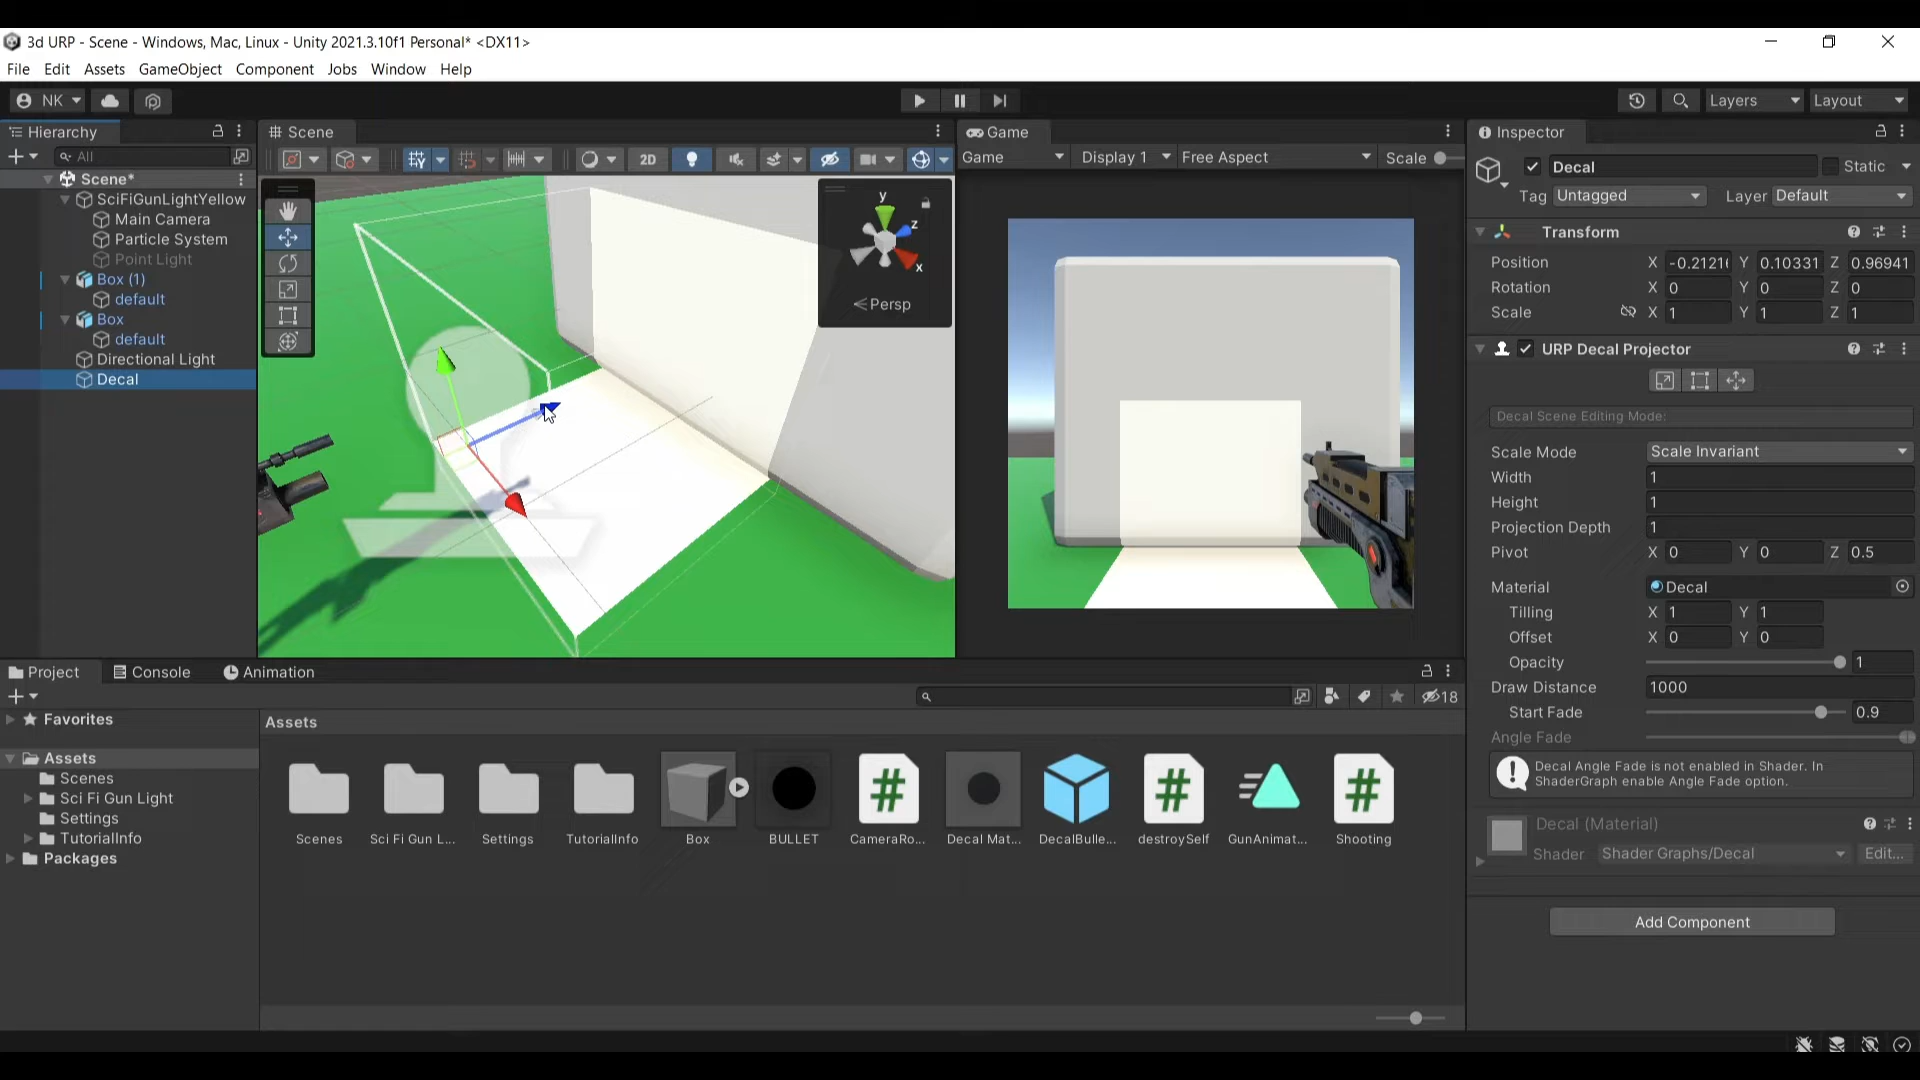 3d URP - Scene - Windows, Mac, Linux - Unity 2021.3.10f1 Personal* <DX11>
File Edit Assets GameObject Component Jobs Window Help
NK Layers Layout
Hierarchy
All
Scene*
SciFiGunLightYellow
Main Camera
Particle System
Point Light
Box (1)
default
Box
default
Directional Light
Decal
Scene
2D
y
z
x
Persp
Game
Game Display 1 Free Aspect Scale
Inspector
Decal Static
Tag Untagged Layer Default
Transform
Position X -0.2121 Y 0.10331 Z 0.96941
Rotation X 0 Y 0 Z 0
Scale X 1 Y 1 Z 1
URP Decal Projector
Decal Scene Editing Mode:
Scale Mode Scale Invariant
Width 1
Height 1
Projection Depth 1
Pivot X 0 Y 0 Z 0.5
Material Decal
Tilling X 1 Y 1
Offset X 0 Y 0
Opacity 1
Draw Distance 1000
Start Fade 0.9
Angle Fade
Decal Angle Fade is not enabled in Shader. In
ShaderGraph enable Angle Fade option.
Decal (Material)
Shader Shader Graphs/Decal Edit...
Add Component
Project Console Animation
18
Favorites
Assets
Scenes
Sci Fi Gun Light
Settings
TutorialInfo
Packages
Assets
Scenes Sci Fi Gun L... Settings TutorialInfo Box BULLET CameraRo... Decal Mat... DecalBulle... destroySelf GunAnimat... Shooting